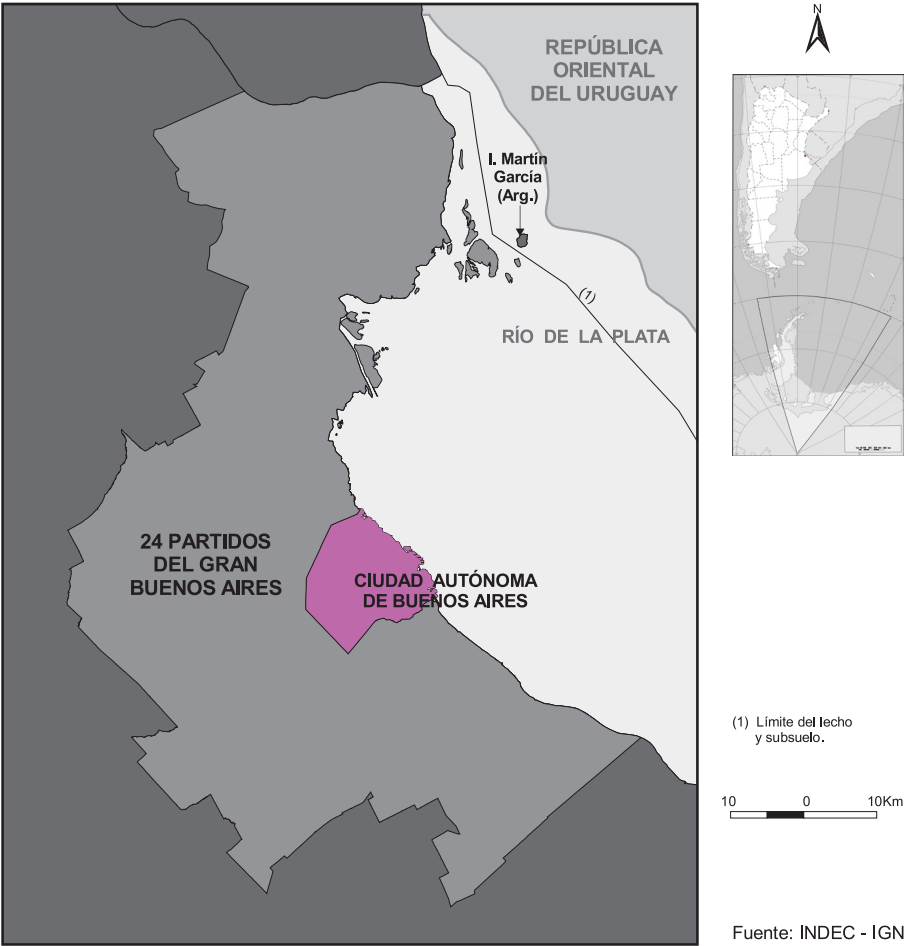 REPÚBLICA
ORIENTAL
DEL URUGUAY
I. Martín
García
(Arg.)
(1)
RÍO DE LA PLATA
24 PARTIDOS
DEL GRAN
BUENOS AIRES
CIUDAD AUTÓNOMA
DE BUENOS AIRES
N
(1) Límite del lecho
y subsuelo.
10 0 10Km
Fuente: INDEC - IGN